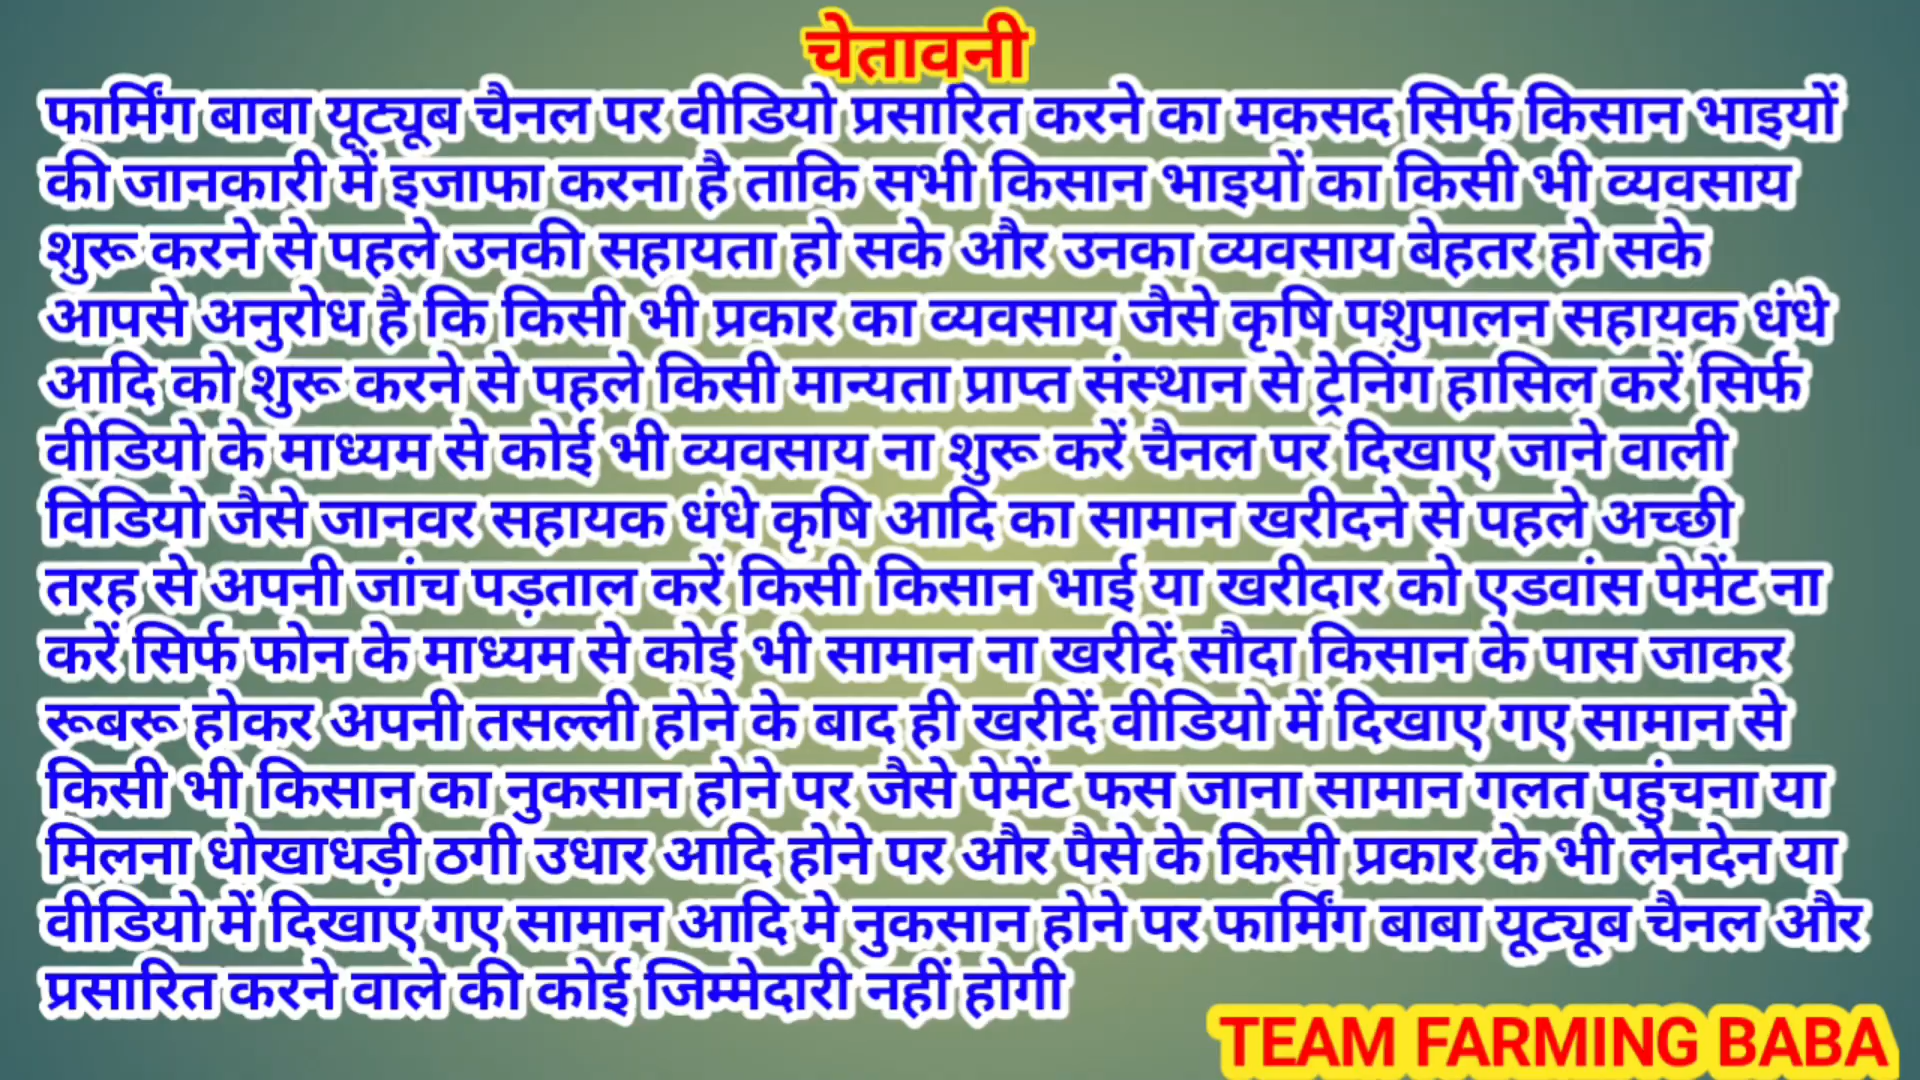 चेतावनी
फार्मिंग बाबा यूट्यूब चैनल पर वीडियो प्रसारित करने का मकसद सिर्फ किसान भाइयों
की जानकारी में इजाफा करना है ताकि सभी किसान भाइयों का किसी भी व्यवसाय
शुरू करने से पहले उनकी सहायता हो सके और उनका व्यवसाय बेहतर हो सके
आपसे अनुरोध है कि किसी भी प्रकार का व्यवसाय जैसे कृषि पशुपालन सहायक धंधे
आदि को शुरू करने से पहले किसी मान्यता प्राप्त संस्थान से ट्रेनिंग हासिल करें सिर्फ
वीडियो के माध्यम से कोई भी व्यवसाय ना शुरू करें चैनल पर दिखाए जाने वाली
विडियो जैसे जानवर सहायक धंधे कृषि आदि का सामान खरीदने से पहले अच्छी
तरह से अपनी जांच पड़ताल करें किसी किसान भाई या खरीदार को एडवांस पेमेंट ना
करें सिर्फ फोन के माध्यम से कोई भी सामान ना खरीदें सौदा किसान के पास जाकर
रूबरू होकर अपनी तसल्ली होने के बाद ही खरीदें वीडियो में दिखाए गए सामान से
किसी भी किसान का नुकसान होने पर जैसे पेमेंट फस जाना सामान गलत पहुंचना या
मिलना धोखाधड़ी ठगी उधार आदि होने पर और पैसे के किसी प्रकार के भी लेनदेन या
वीडियो में दिखाए गए सामान आदि मे नुकसान होने पर फार्मिंग बाबा यूट्यूब चैनल और
प्रसारित करने वाले की कोई जिम्मेदारी नहीं होगी
TEAM FARMING BABA